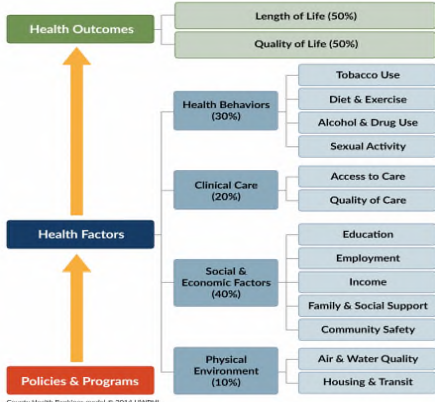 Health Outcomes
Length of Life (50%)
Quality of Life (50%)
Health Behaviors
(30%)
Tobacco Use
Diet & Exercise
Alcohol & Drug Use
Sexual Activity
Clinical Care
(20%)
Access to Care
Quality of Care
Health Factors
Social &
Economic Factors
(40%)
Education
Employment
Income
Family & Social Support
Community Safety
Physical
Environment
(10%)
Air & Water Quality
Housing & Transit
Policies & Programs